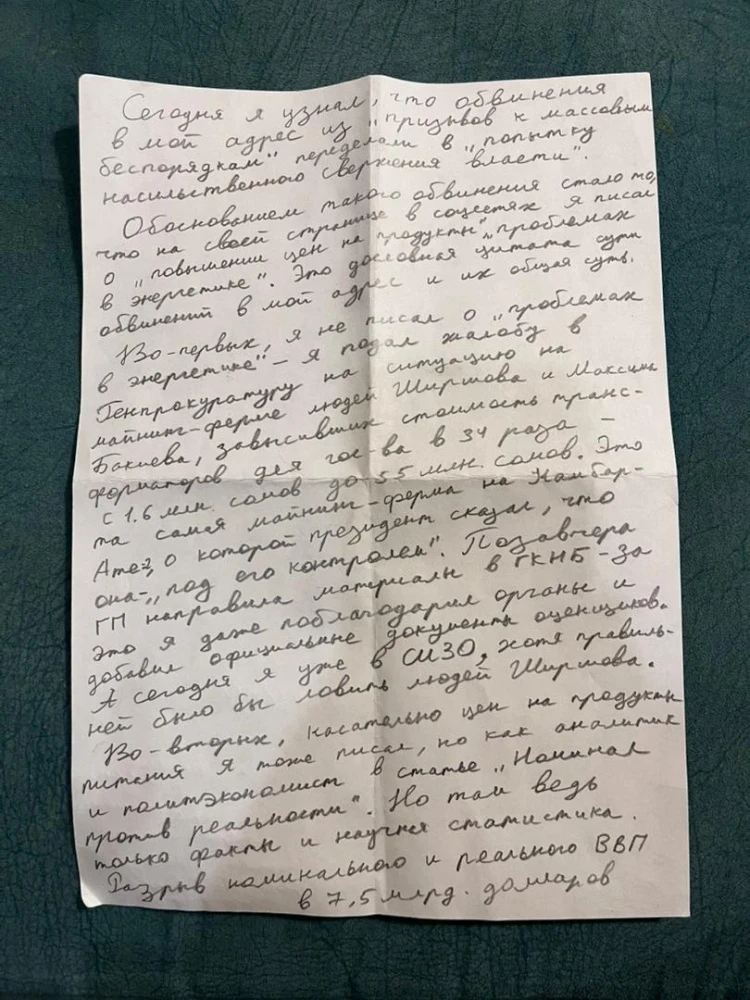 Сегодня я узнал, что обвинения
в мой адрес из „призывов к массовым
беспорядкам" переделали в „попытку
насильственного свержения власти".
Обоснованием такого обвинения стало то,
что на своей странице в соцсетях я писал
о „повышении цен на продукты", „проблемах
в энергетике". Это дословная цитата сути
обвинений в мой адрес и их общая суть.
Во-первых, я не писал о „проблемах
в энергетике" – я подал жалобу в
Генпрокуратуру на ситуацию на
майнинг-ферме людей Ширшова и Максима
Бакиева, завысивших стоимость транс-
форматоров для гос-ва в 34 раза –
с 1.6 млн. сомов до 55 млн. сомов. Это
та самая майнинг-ферма на Камбар-
Ате-2, о которой президент сказал, что
она – „под его контролем". Позавчера
ГП направила материалы в ГКНБ – за
это я даже поблагодарил органы и
добавил официальные документы оценщиков.
А сегодня я уже в СИЗО, хотя правиль-
ней было бы ловить людей Ширшова.
Во-вторых, касательно цен на продукты
питания я тоже писал, но как аналитик
и политэкономист в статье „Номинал
против реальности". Но там ведь
только факты и научная статистика.
Разрыв номинального и реального ВВП
в 7,5 млрд. долларов